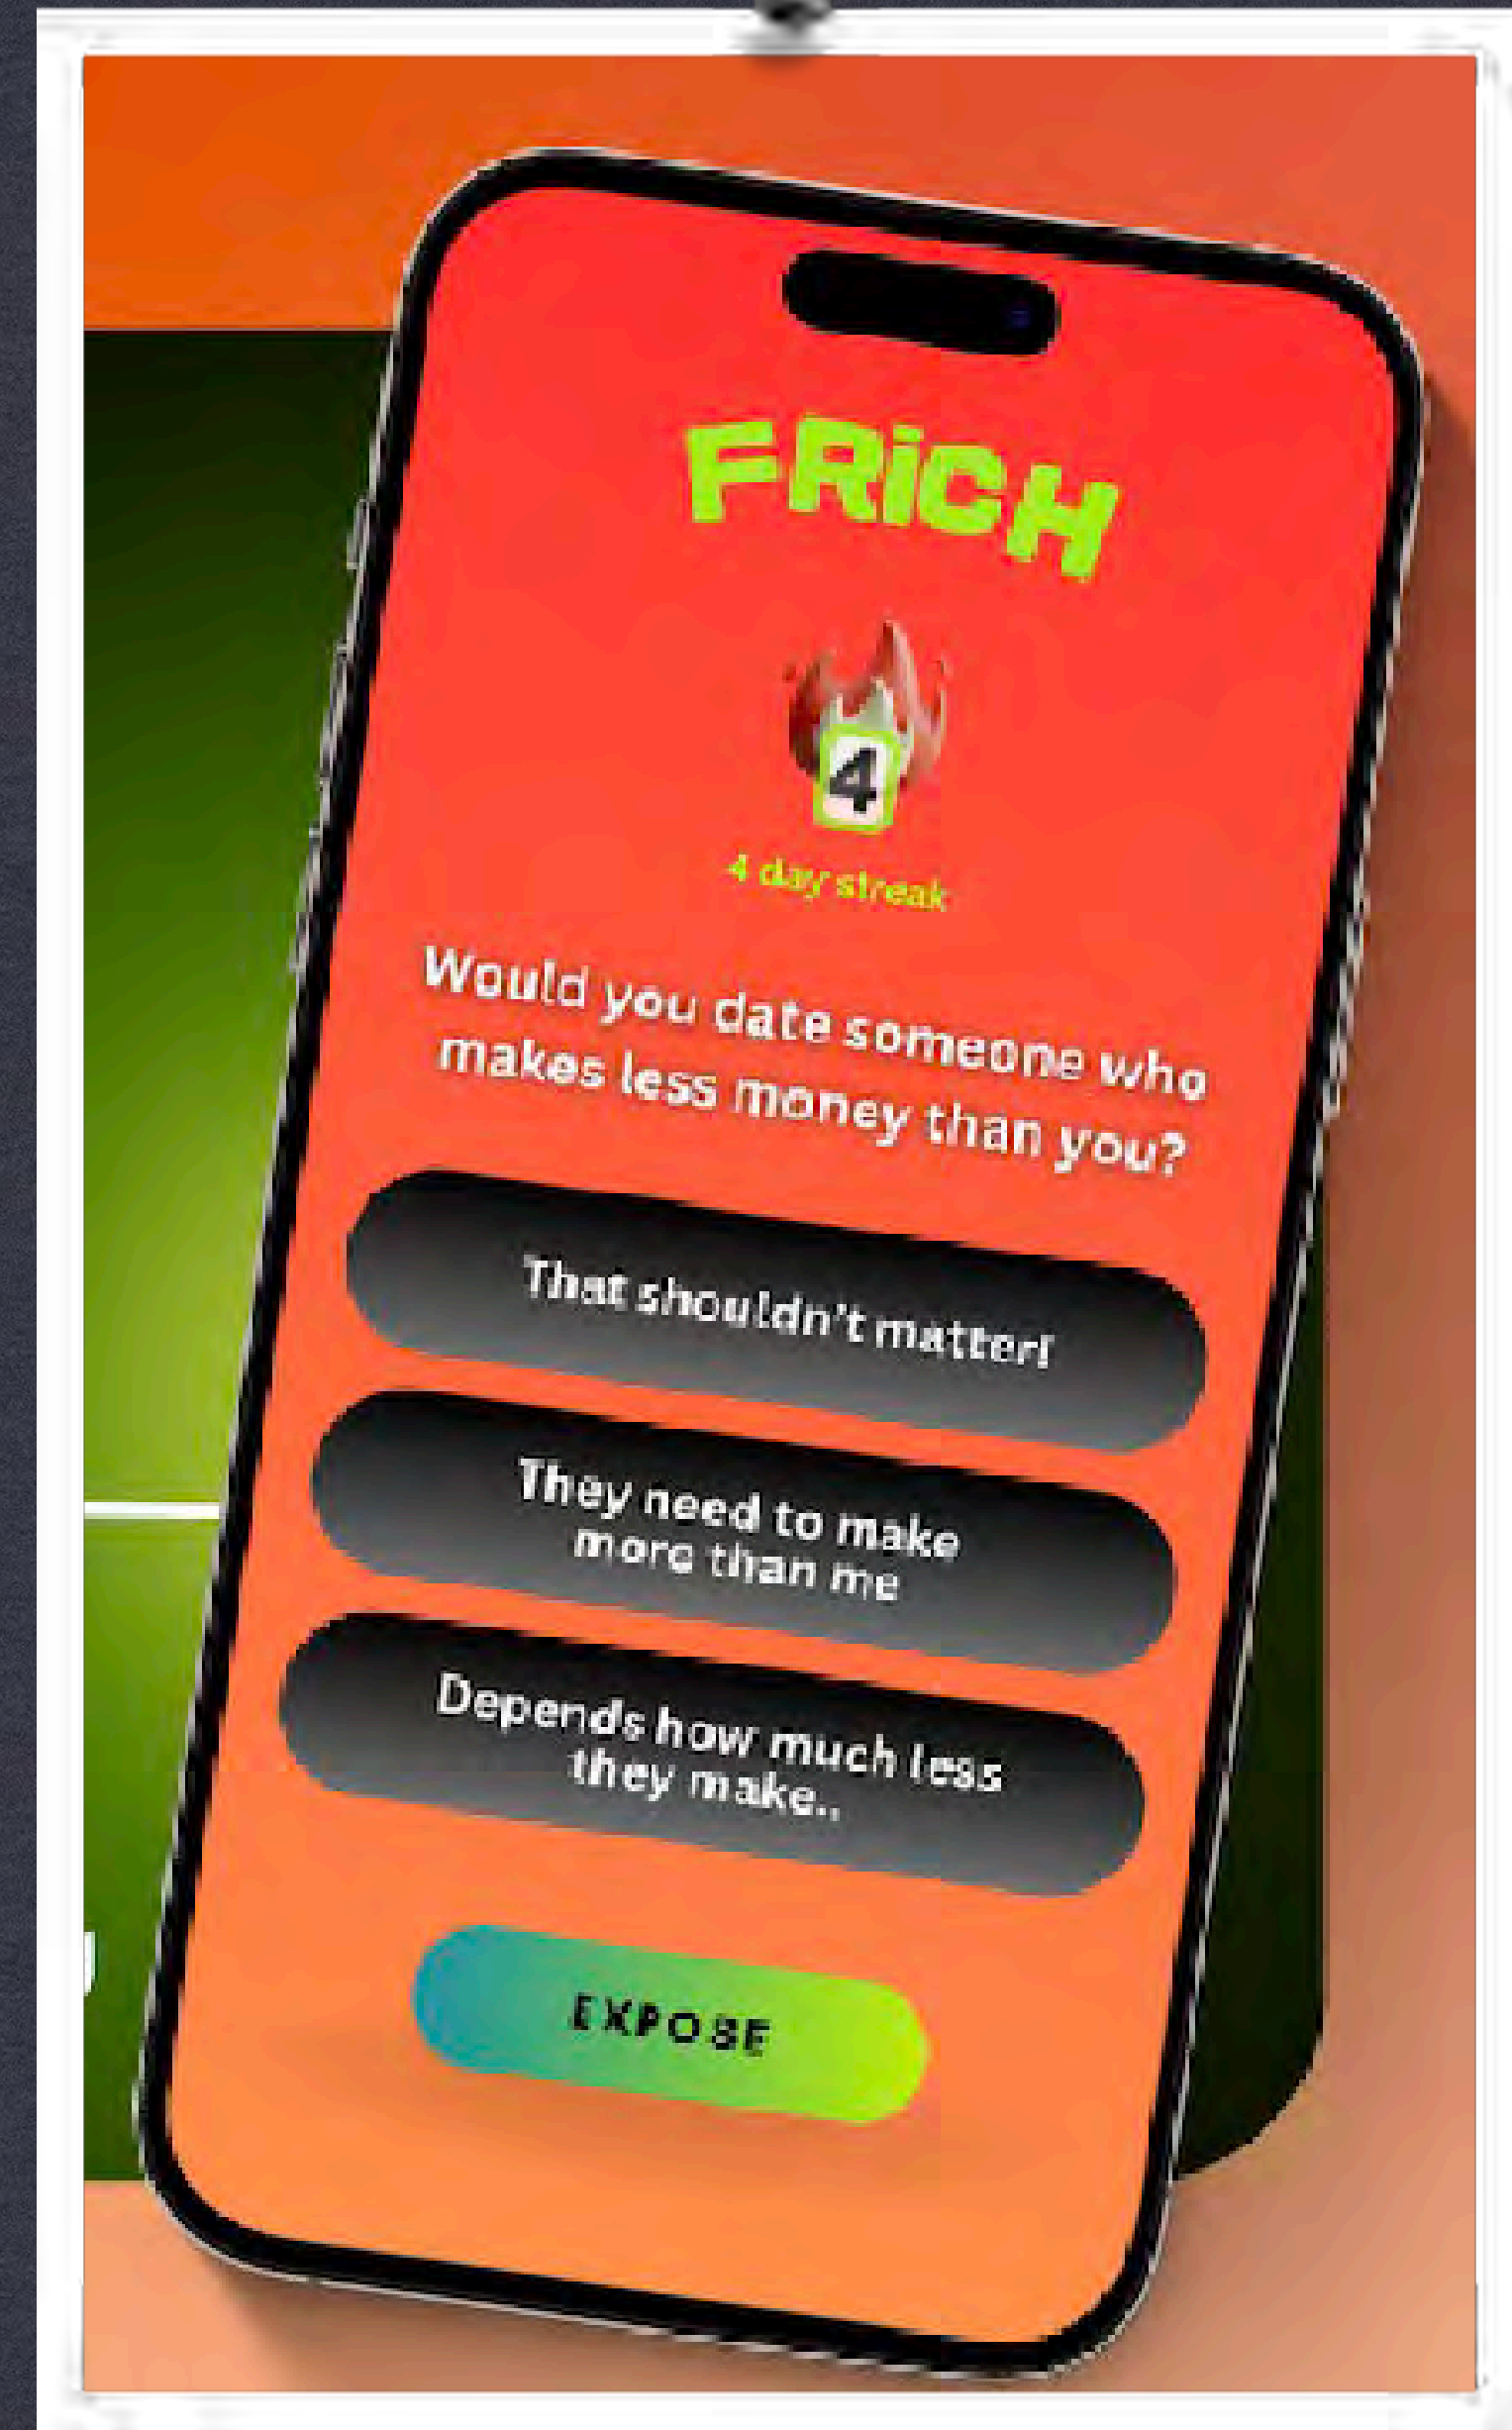 FRiCH
4
4 day streak
Would you date someone who
makes less money than you?
That shouldn't matter!
They need to make
more than me
Depends how much less
they make..
EXPOSE